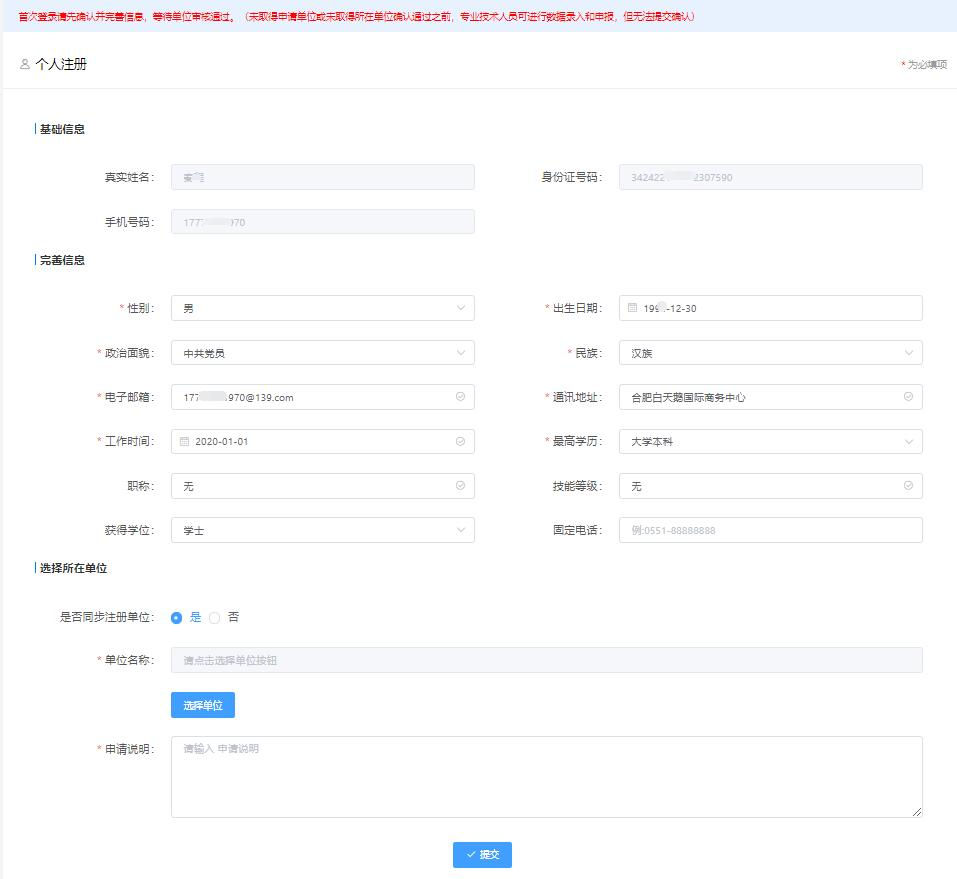 首次登录请先确认并完善信息，等待单位审核通过。（未取得申请单位或未取得所在单位确认通过之前，专业技术人员可进行数据录入和申报，但无法提交确认）
个人注册
* 为必填项
基础信息
真实姓名：
身份证号码： 342422 2307590
手机号码： 177 970
完善信息
* 性别： 男
* 出生日期： 199 -12-30
* 政治面貌： 中共党员
* 民族： 汉族
* 电子邮箱： 177 970@139.com
* 通讯地址： 合肥白天鹅国际商务中心
* 工作时间： 2020-01-01
* 最高学历： 大学本科
职称： 无
技能等级： 无
获得学位： 学士
固定电话： 例:0551-88888888
选择所在单位
是否同步注册单位： 是 否
* 单位名称： 请点击选择单位按钮
选择单位
* 申请说明： 请输入 申请说明
提交